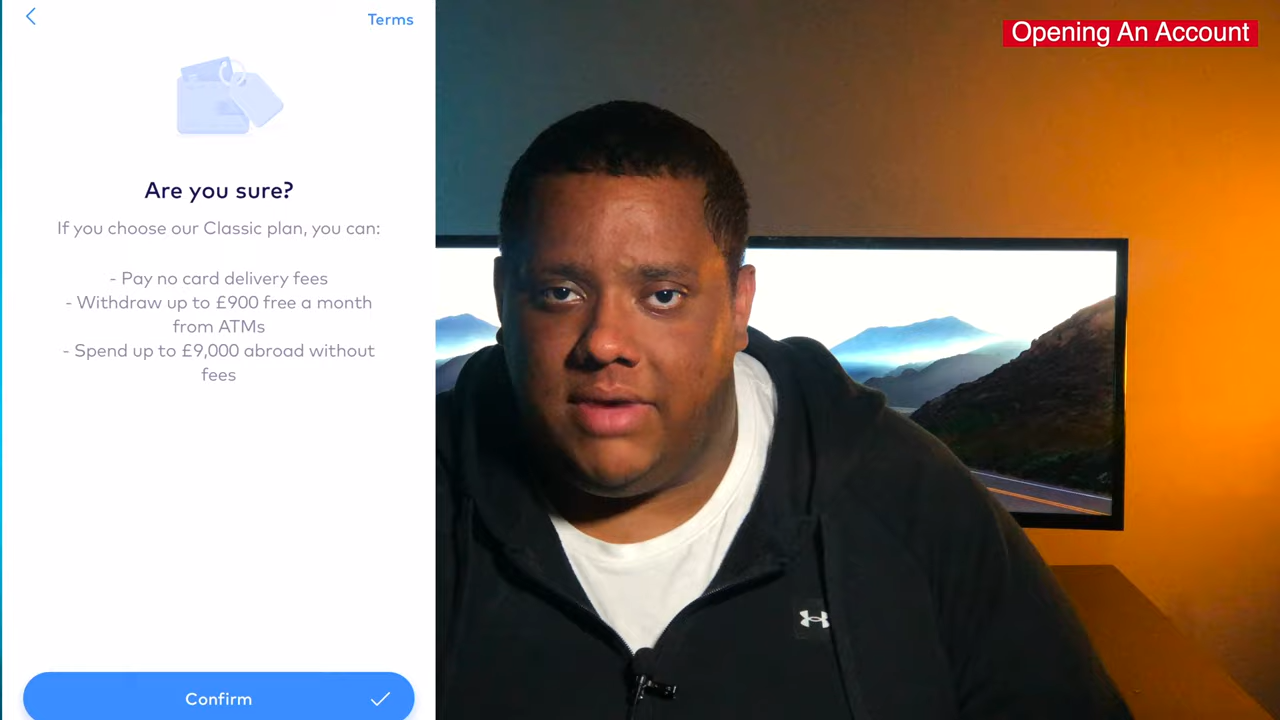 Terms
Opening An Account
Are you sure?
If you choose our Classic plan, you can:
- Pay no card delivery fees
- Withdraw up to £900 free a month
from ATMs
- Spend up to £9,000 abroad without
fees
Confirm